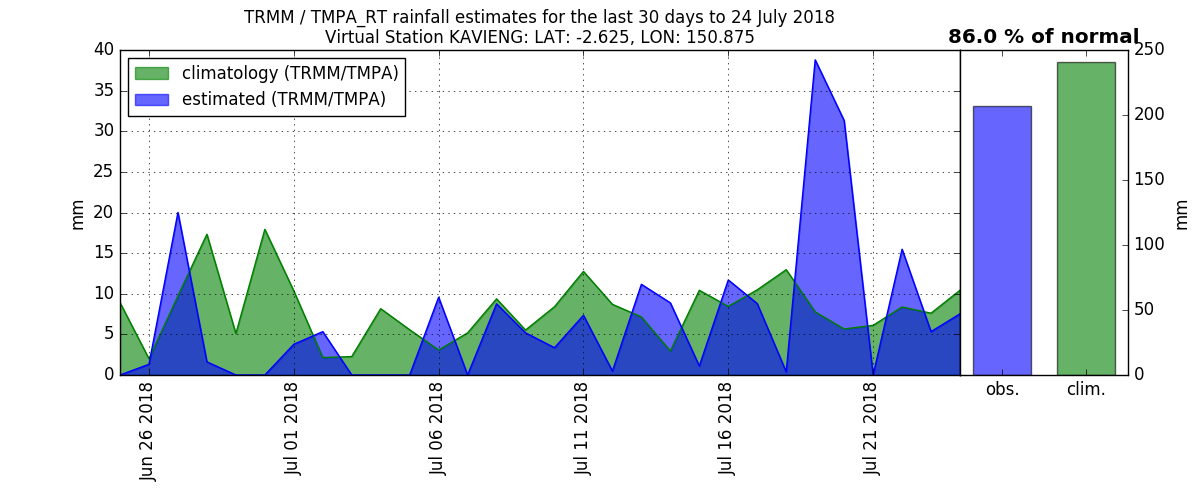 TRMM / TMPA_RT rainfall estimates for the last 30 days to 24 July 2018
Virtual Station KAVIENG: LAT: -2.625, LON: 150.875
86.0 % of normal
climatology (TRMM/TMPA)
estimated (TRMM/TMPA)
40
35
30
25
20
15
10
5
0
mm
Jun 26 2018
Jul 01 2018
Jul 06 2018
Jul 11 2018
Jul 16 2018
Jul 21 2018
obs.
clim.
250
200
150
100
50
0
mm